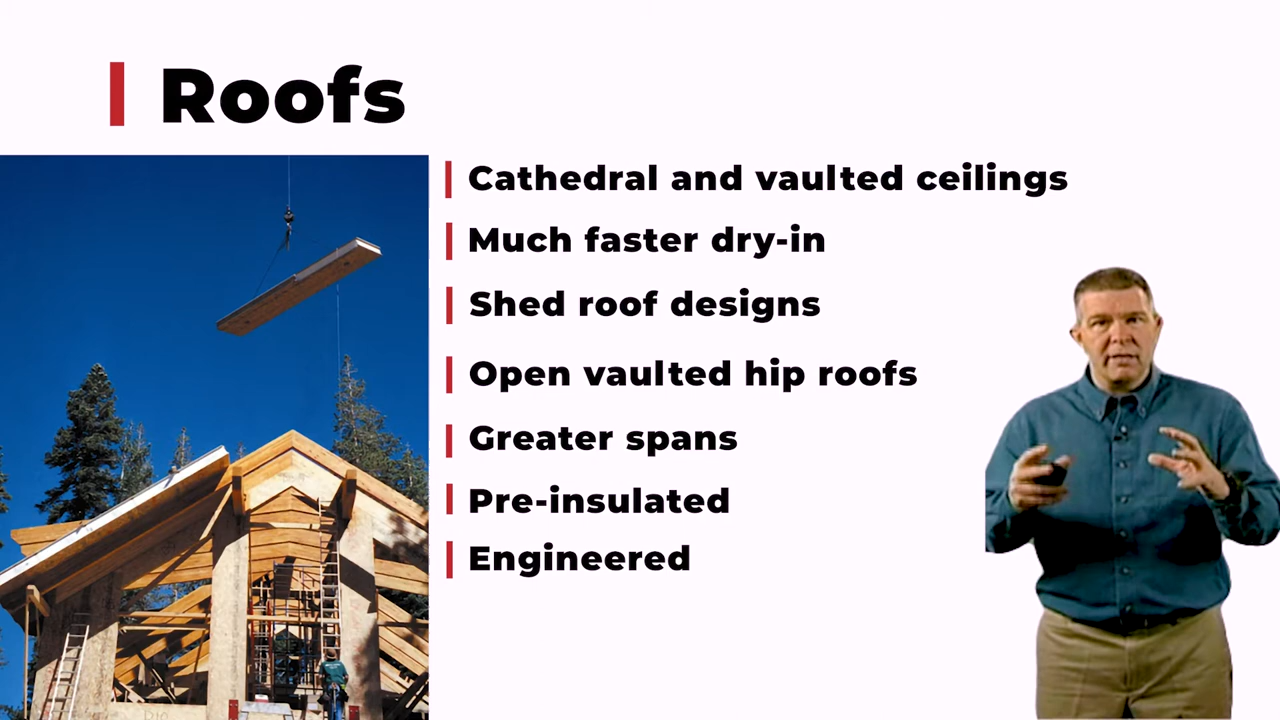 Roofs
Cathedral and vaulted ceilings
Much faster dry-in
Shed roof designs
Open vaulted hip roofs
Greater spans
Pre-insulated
Engineered